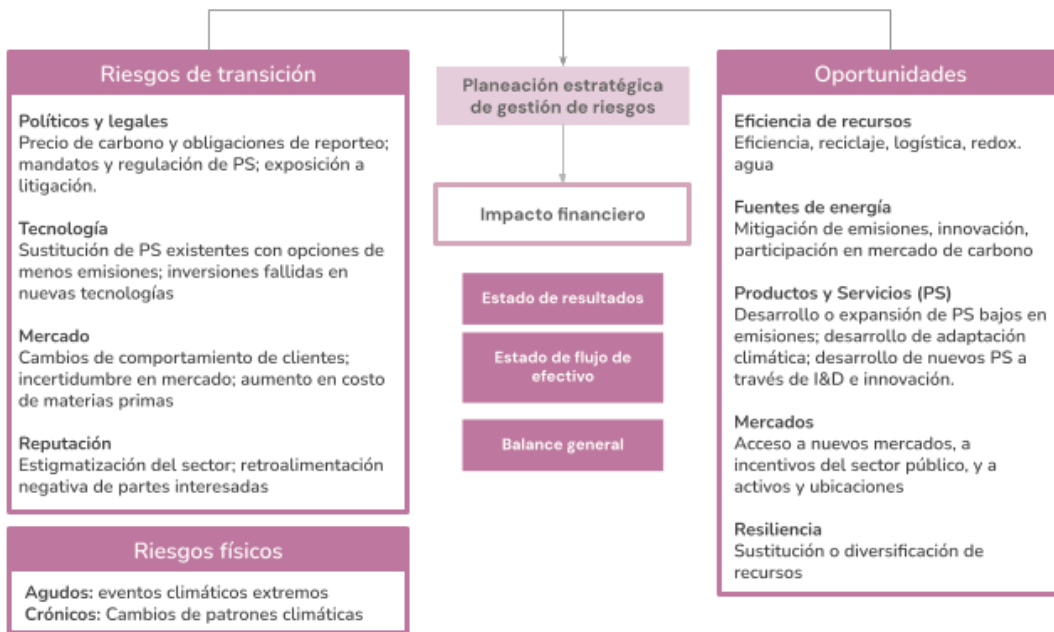 Riesgos de transición
Políticos y legales
Precio de carbono y obligaciones de reporteo;
mandatos y regulación de PS; exposición a
litigación.
Tecnología
Sustitución de PS existentes con opciones de
menos emisiones; inversiones fallidas en
nuevas tecnologías
Mercado
Cambios de comportamiento de clientes;
incertidumbre en mercado; aumento en costo
de materias primas
Reputación
Estigmatización del sector; retroalimentación
negativa de partes interesadas
Riesgos físicos
Agudos: eventos climáticos extremos
Crónicos: Cambios de patrones climáticas
Planeación estratégica
de gestión de riesgos
Impacto financiero
Estado de resultados
Estado de flujo de
efectivo
Balance general
Oportunidades
Eficiencia de recursos
Eficiencia, reciclaje, logística, redox.
agua
Fuentes de energía
Mitigación de emisiones, innovación,
participación en mercado de carbono
Productos y Servicios (PS)
Desarrollo o expansión de PS bajos en
emisiones; desarrollo de adaptación
climática; desarrollo de nuevos PS a
través de I&D e innovación.
Mercados
Acceso a nuevos mercados, a
incentivos del sector público, y a
activos y ubicaciones
Resiliencia
Sustitución o diversificación de
recursos